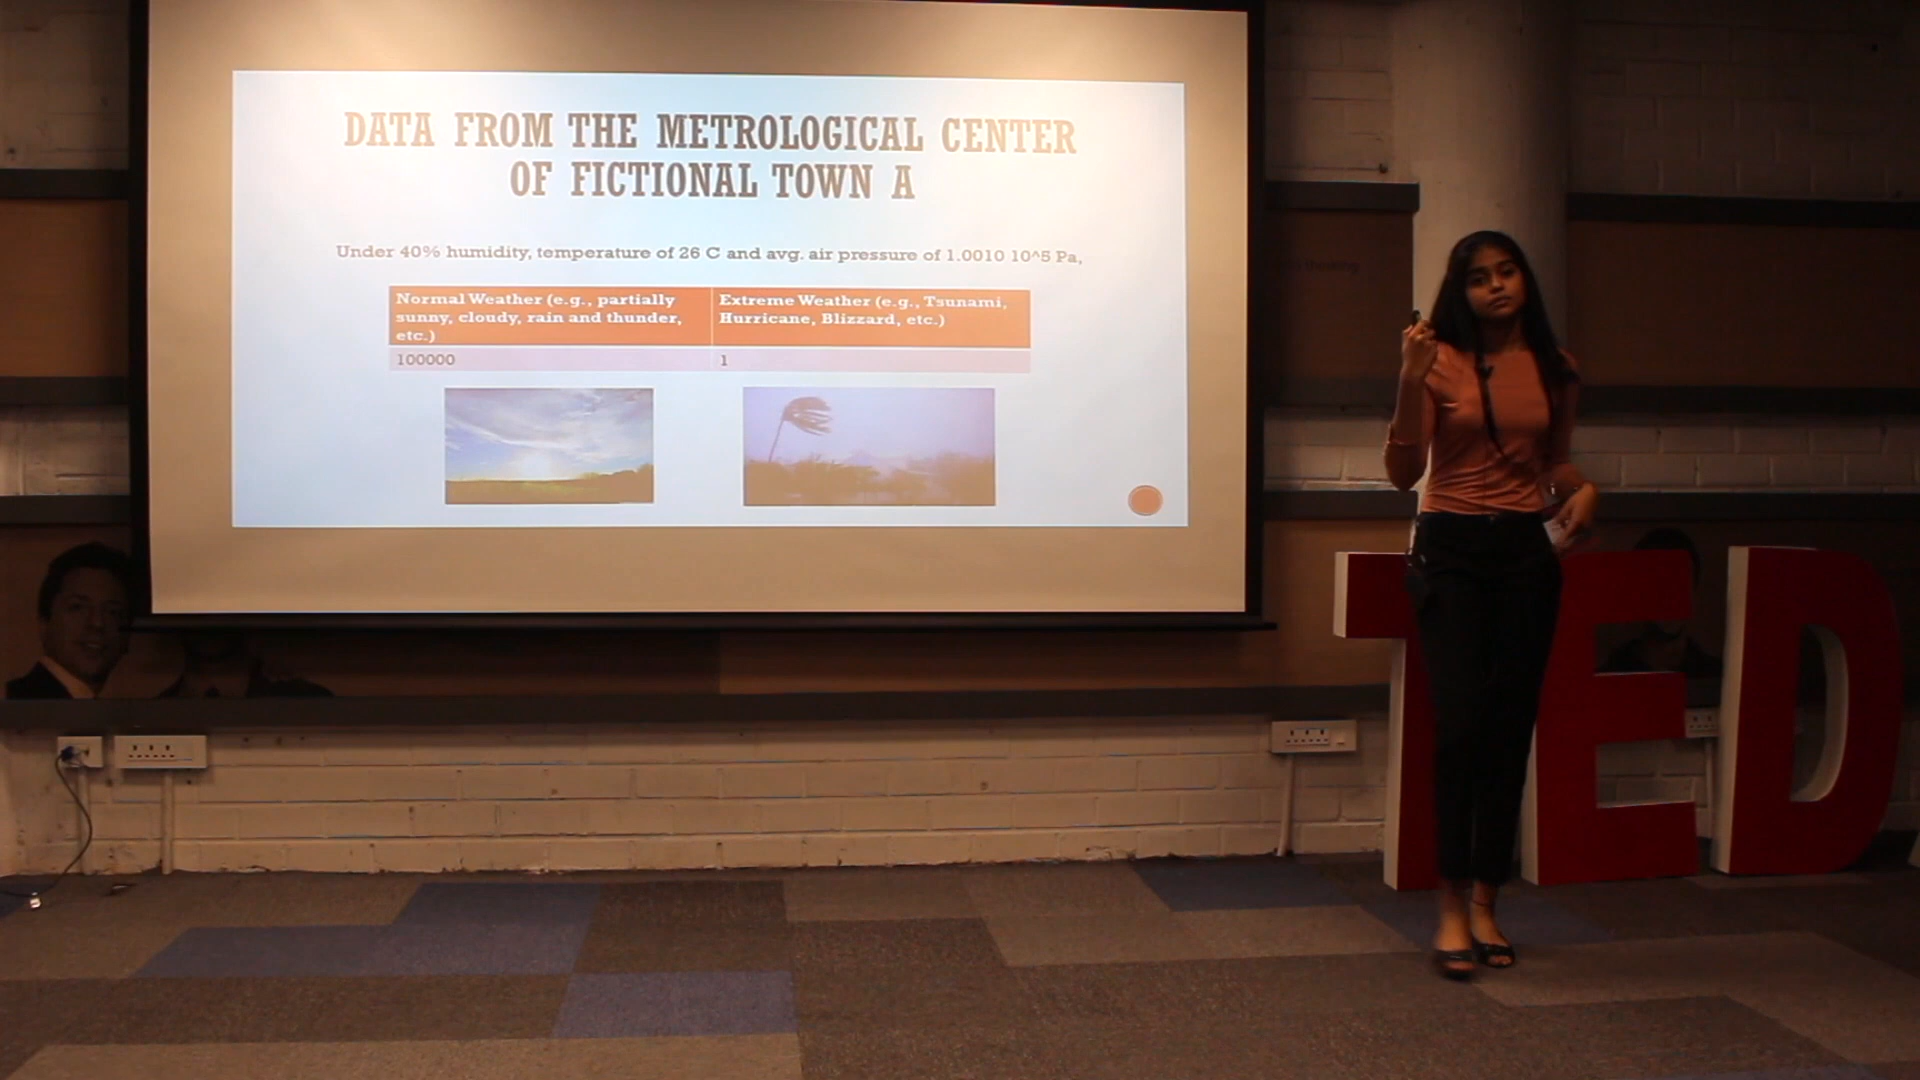 DATA FROM THE METROLOGICAL CENTER
OF FICTIONAL TOWN A
Under 40% humidity, temperature of 26 C and avg. air pressure of 1.0010 10^5 Pa,
Normal Weather (e.g., partially
sunny, cloudy, rain and thunder,
etc.)
Extreme Weather (e.g., Tsunami,
Hurricane, Blizzard, etc.)
100000
1
TED